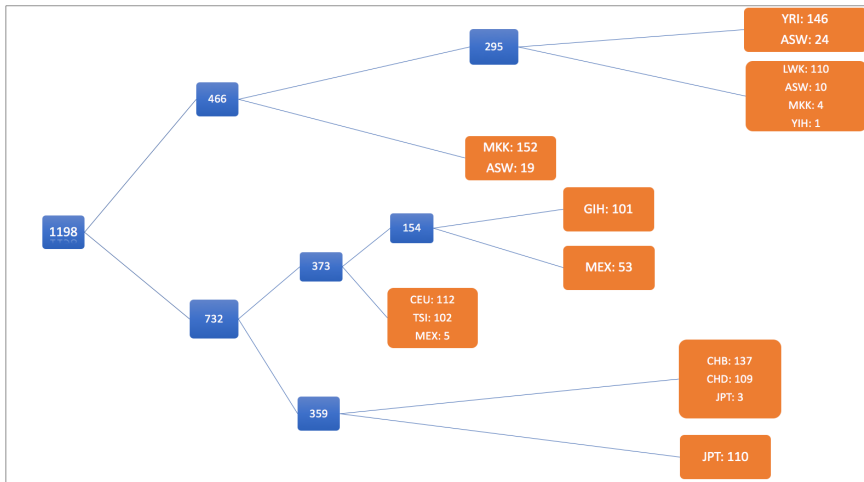 YRI: 146
ASW: 24
295
LWK: 110
ASW: 10
MKK: 4
YIH: 1
466
MKK: 152
ASW: 19
1198
GIH: 101
154
MEX: 53
373
CEU: 112
TSI: 102
MEX: 5
732
CHB: 137
CHD: 109
JPT: 3
359
JPT: 110